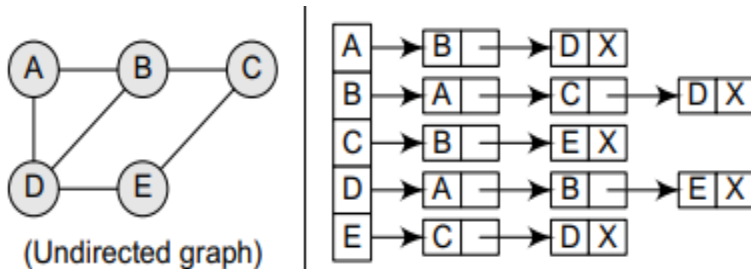 A B C
D E
(Undirected graph)
A B D X
B A C D X
C B E X
D A B E X
E C D X